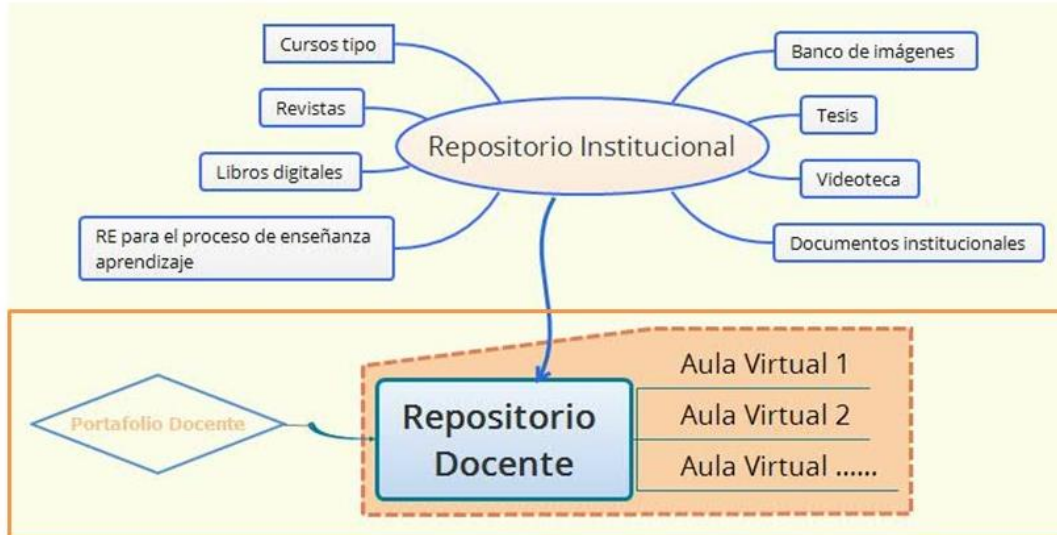 Cursos tipo
Revistas
Libros digitales
RE para el proceso de enseñanza
aprendizaje
Repositorio Institucional
Banco de imágenes
Tesis
Videoteca
Documentos institucionales
Portafolio Docente
Repositorio
Docente
Aula Virtual 1
Aula Virtual 2
Aula Virtual ......